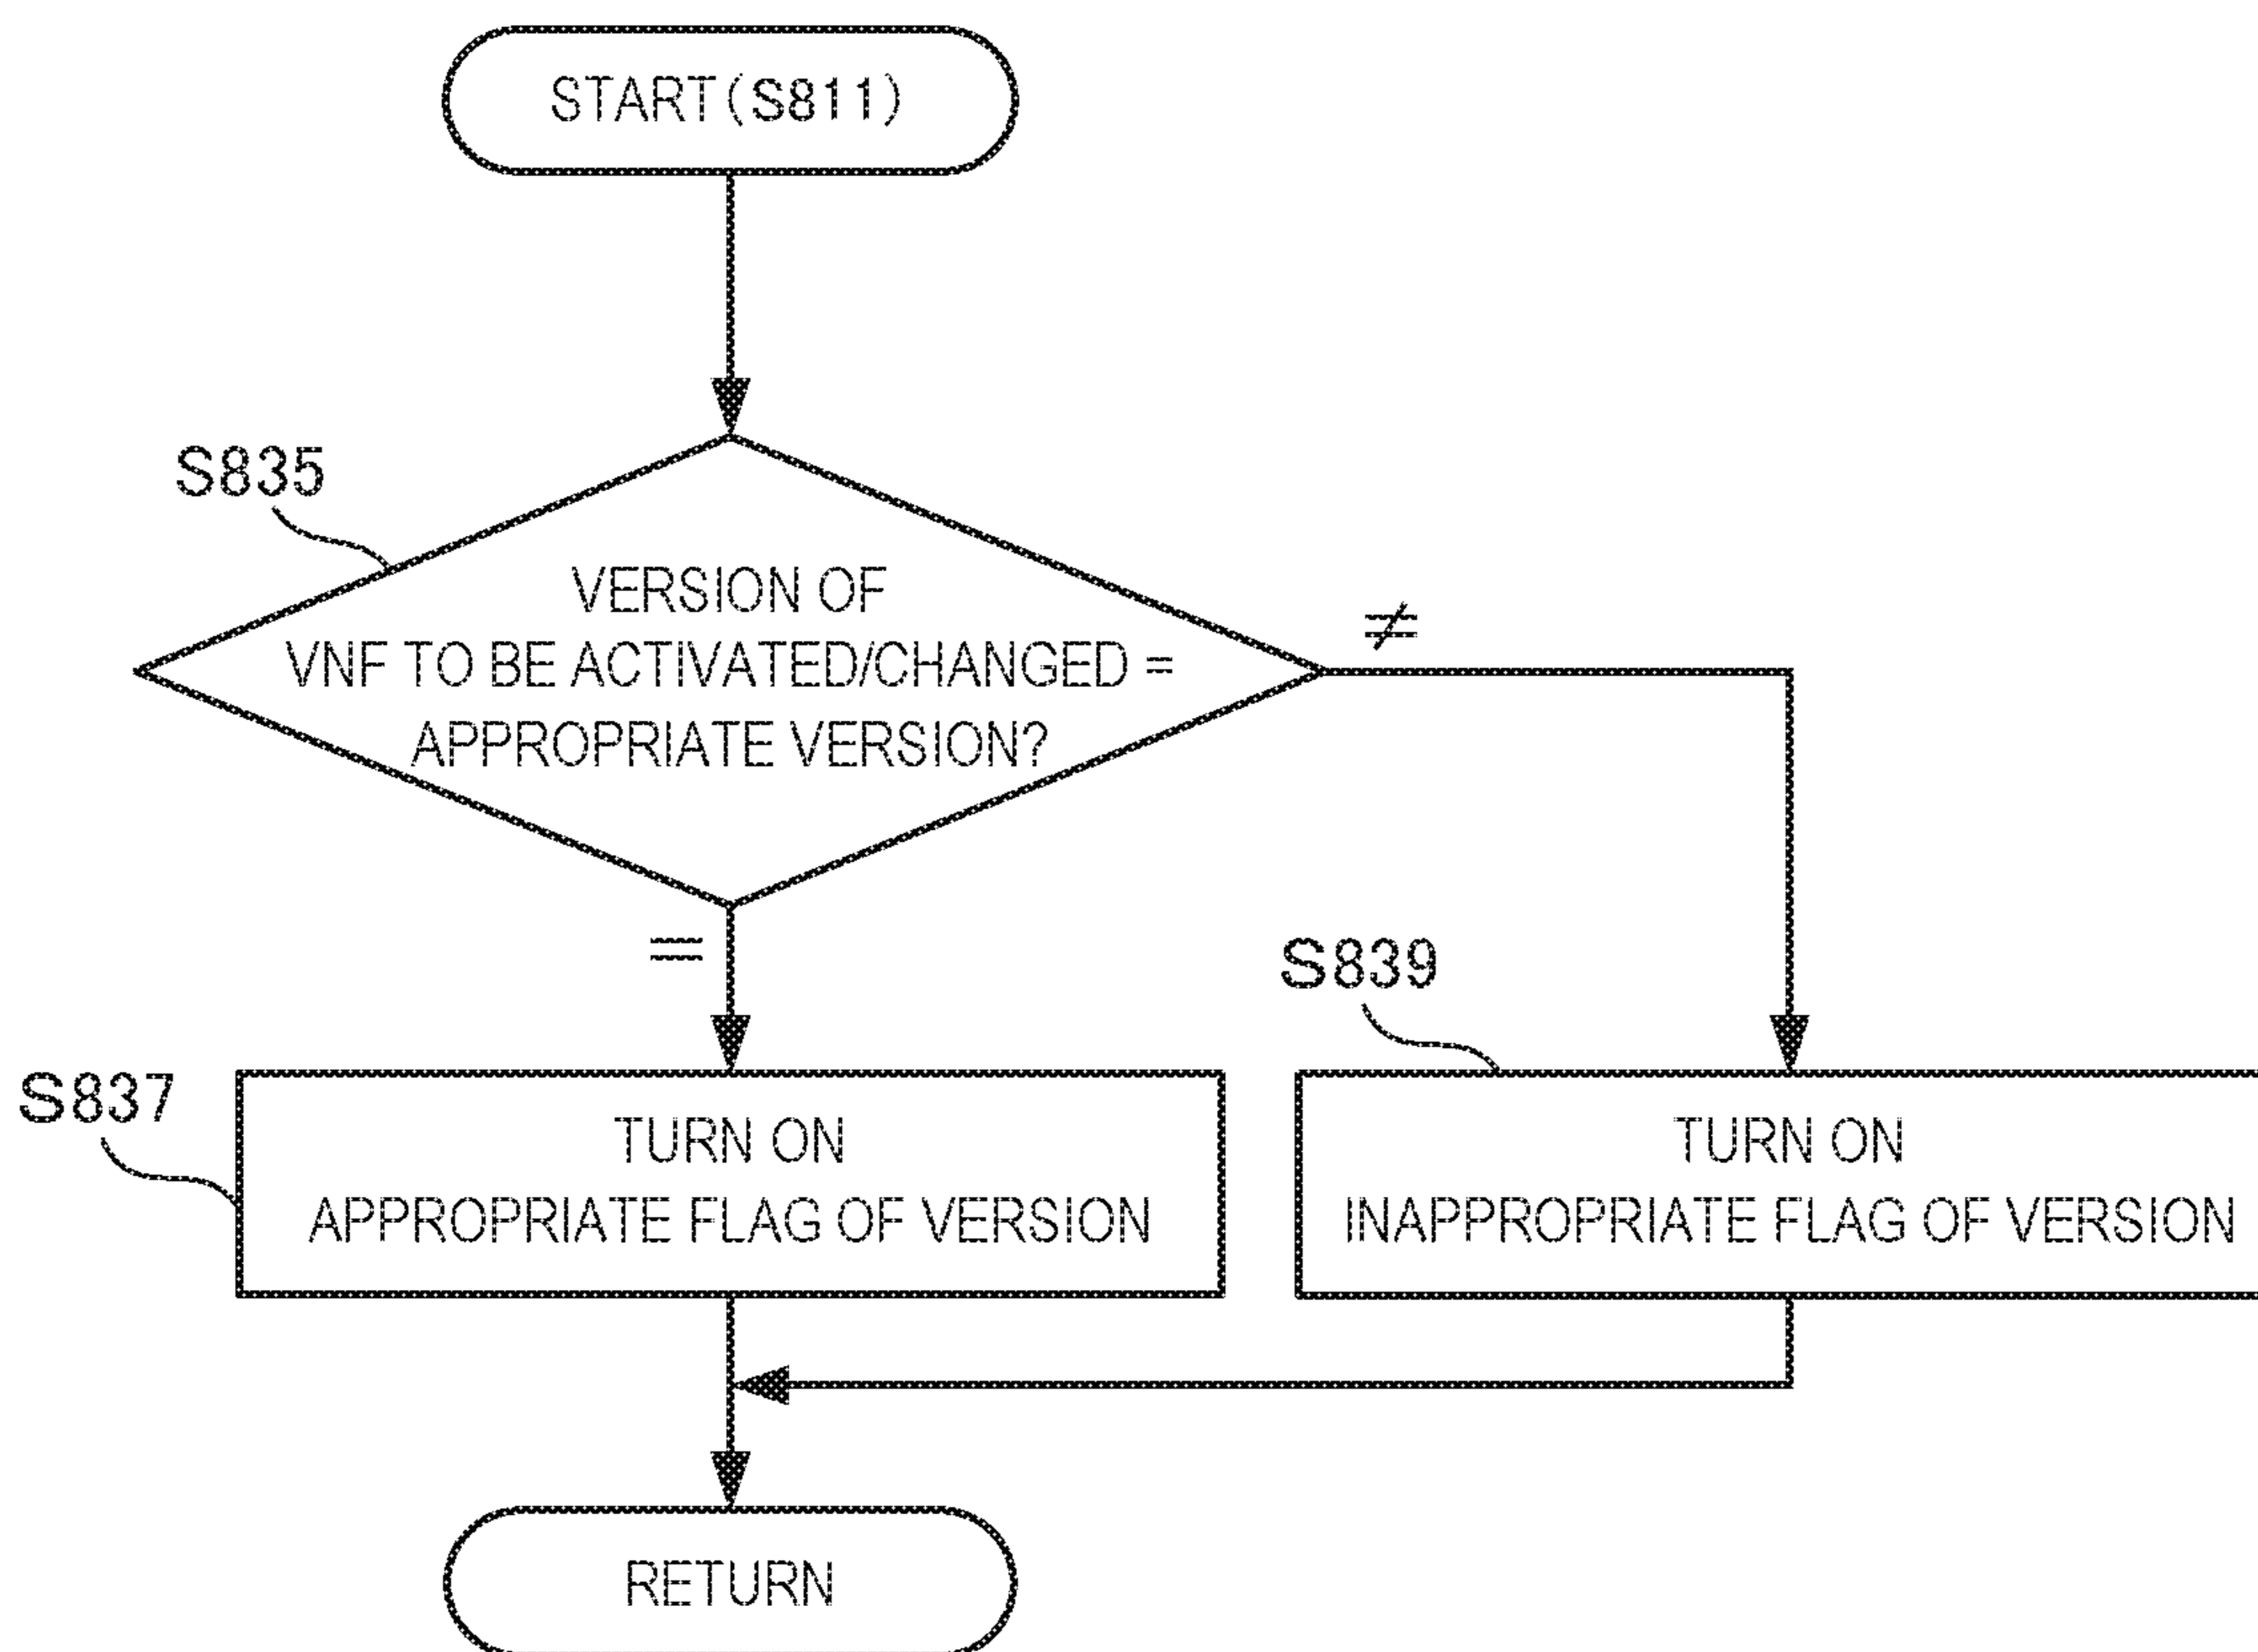 START(S811)
S835
VERSION OF
VNF TO BE ACTIVATED/CHANGED =
APPROPRIATE VERSION?
≠
=
S839
S837
TURN ON
APPROPRIATE FLAG OF VERSION
TURN ON
INAPPROPRIATE FLAG OF VERSION
RETURN